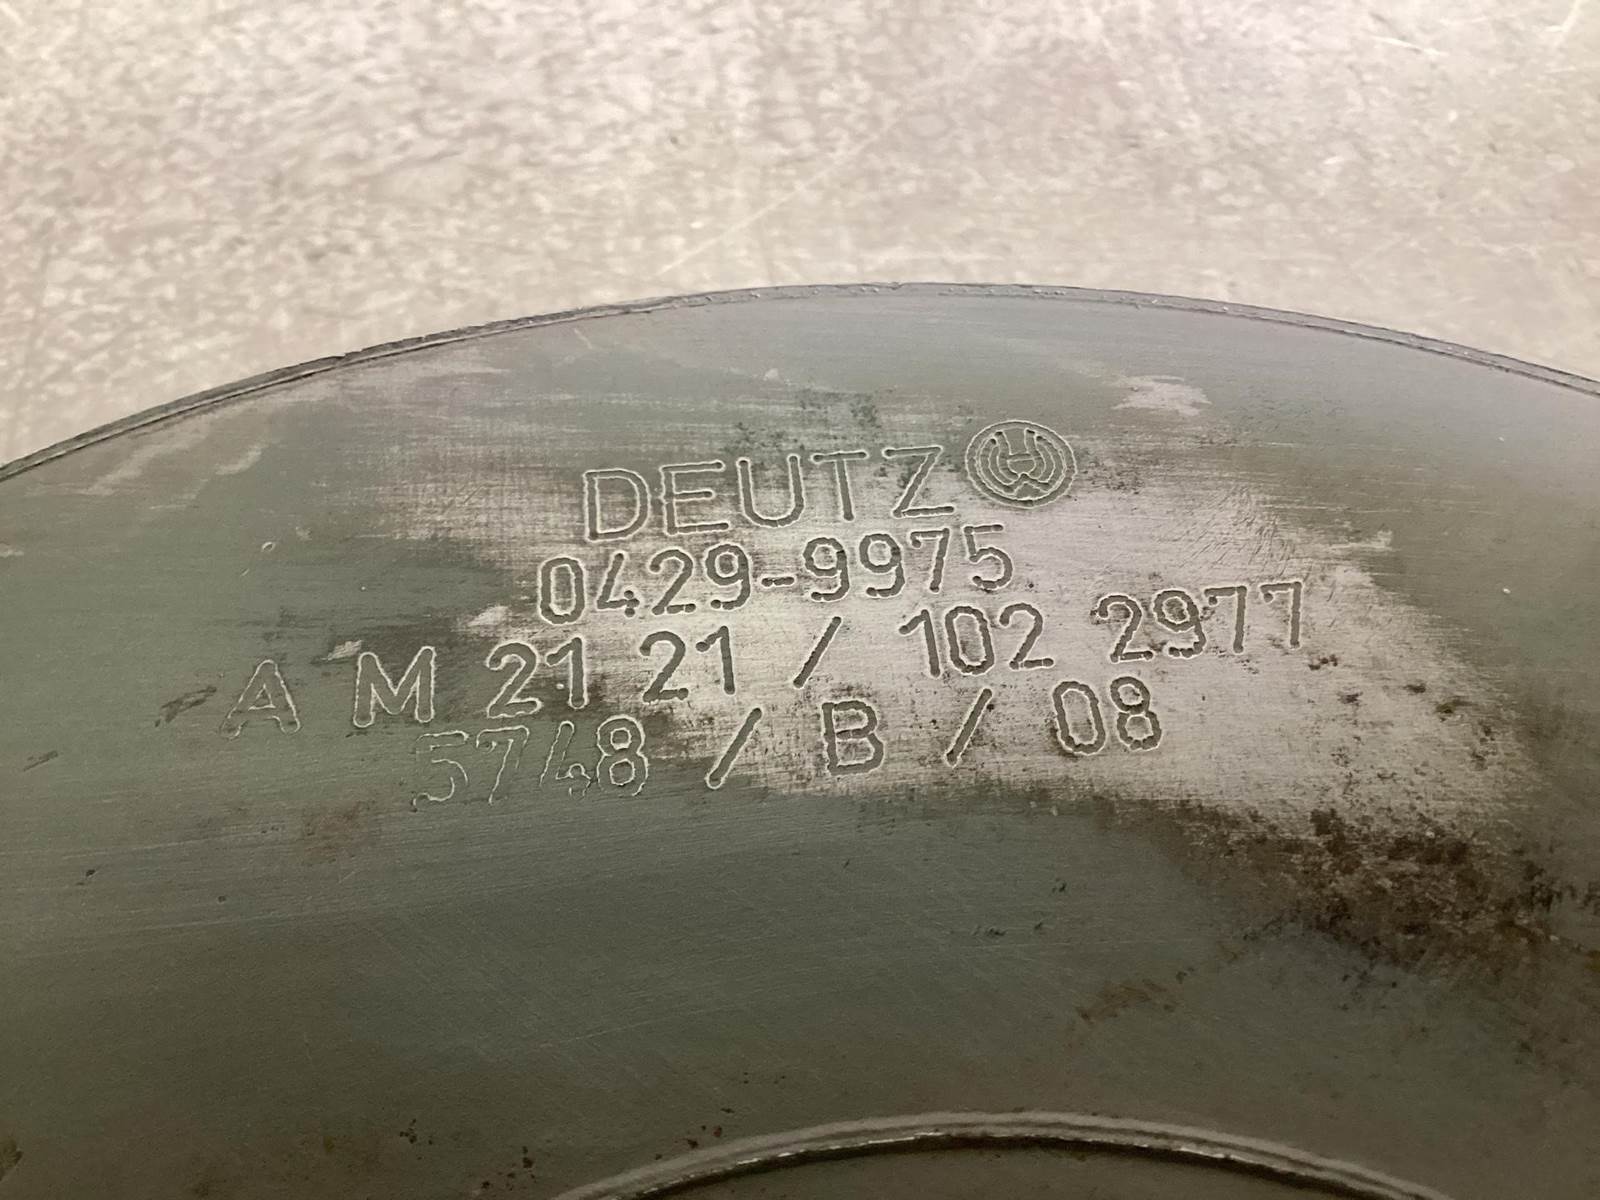 DEUTZ
0429-9975
A M 21 21 / 102 2977
5748 / B / 08